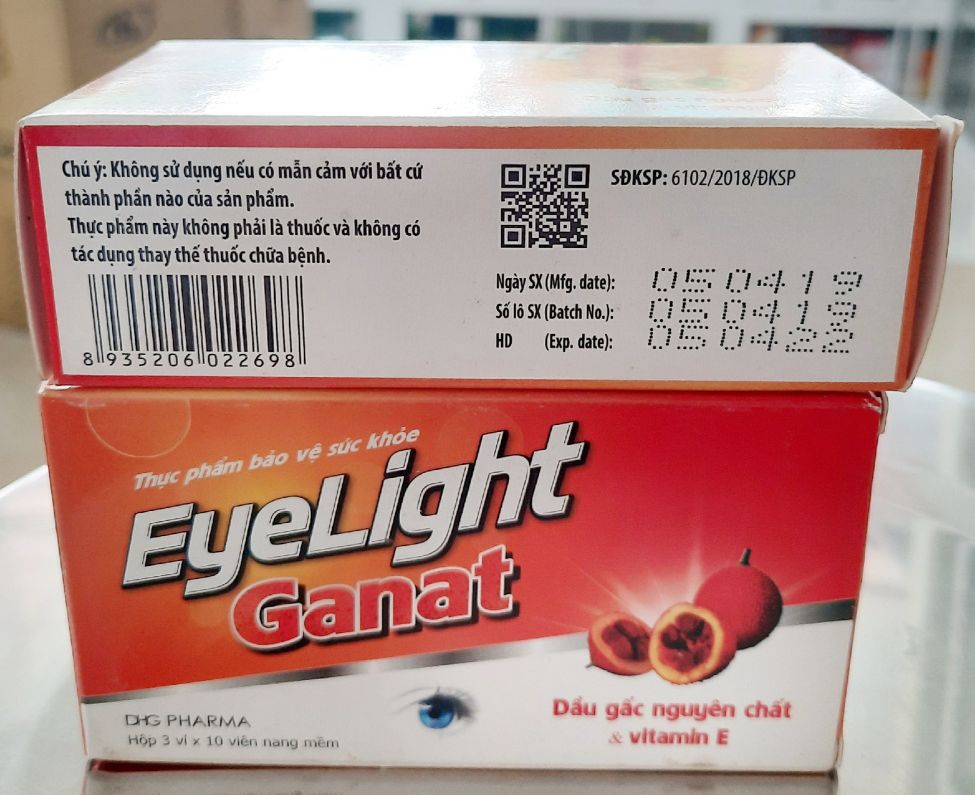 Chú ý: Không sử dụng nếu có mẫn cảm với bất cứ
thành phần nào của sản phẩm.
Thực phẩm này không phải là thuốc và không có
tác dụng thay thế thuốc chữa bệnh.
8 935206 022698
SĐKSP: 6102/2018/ĐKSP
Ngày SX (Mfg. date): 050419
Số lô SX (Batch No.): 050419
HD (Exp. date): 050422
Thực phẩm bảo vệ sức khỏe
EyeLight
Ganat
DHG PHARMA
Hộp 3 vỉ x 10 viên nang mềm
Dầu gấc nguyên chất
& vitamin E